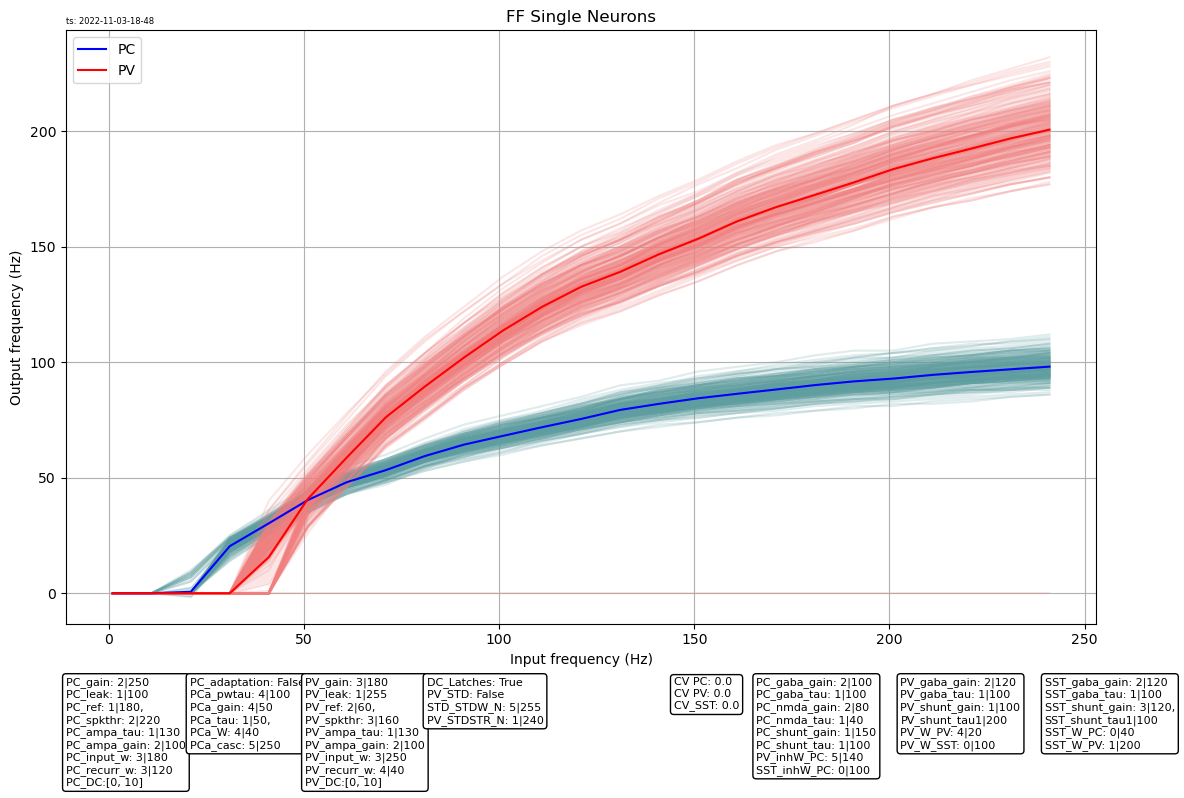 ts: 2022-11-03-18-48
FF Single Neurons
PC
PV
Output frequency (Hz)
200
150
100
50
0
0
50
100
150
200
250
Input frequency (Hz)
PC_gain: 2|250
PC_leak: 1|100
PC_ref: 1|180,
PC_spkthr: 2|220
PC_ampa_tau: 1|130
PC_ampa_gain: 2|100
PC_input_w: 3|180
PC_recurr_w: 3|120
PC_DC:[0, 10]
PC_adaptation: False
PCa_pwtau: 4|100
PCa_gain: 4|50
PCa_tau: 1|50,
PCa_W: 4|40
PCa_casc: 5|250
PV_gain: 3|180
PV_leak: 1|255
PV_ref: 2|60,
PV_spkthr: 3|160
PV_ampa_tau: 1|130
PV_ampa_gain: 2|100
PV_input_w: 3|250
PV_recurr_w: 4|40
PV_DC:[0, 10]
DC_Latches: True
PV_STD: False
STD_STDW_N: 5|255
PV_STDSTR_N: 1|240
CV PC: 0.0
CV PV: 0.0
CV_SST: 0.0
PC_gaba_gain: 2|100
PC_gaba_tau: 1|100
PC_nmda_gain: 2|80
PC_nmda_tau: 1|40
PC_shunt_gain: 1|150
PC_shunt_tau: 1|100
PV_inhW_PC: 5|140
SST_inhW_PC: 0|100
PV_gaba_gain: 2|120
PV_gaba_tau: 1|100
PV_shunt_gain: 1|100
PV_shunt_tau1|200
PV_W_PV: 4|20
PV_W_SST: 0|100
SST_gaba_gain: 2|120
SST_gaba_tau: 1|100
SST_shunt_gain: 3|120,
SST_shunt_tau1|100
SST_W_PC: 0|40
SST_W_PV: 1|200